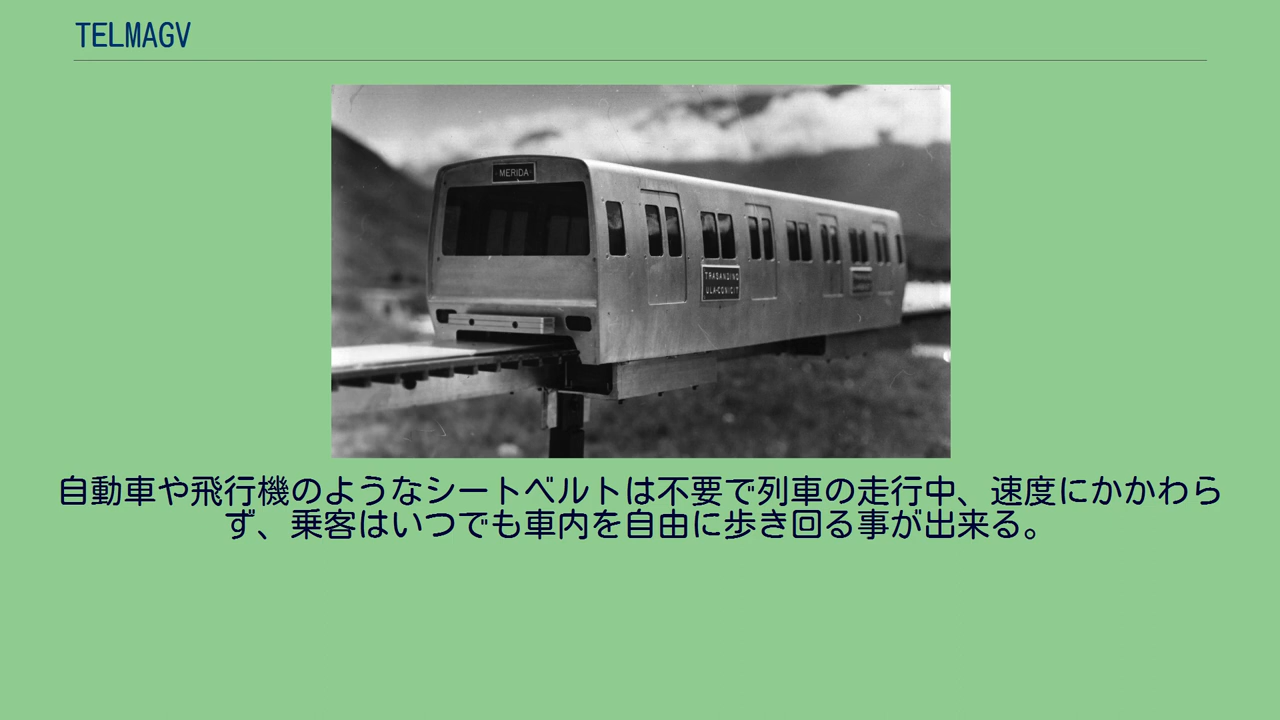 TELMAGV
MERIDA
TRASANDINO
ULA-CONICIT
自動車や飛行機のようなシートベルトは不要で列車の走行中、速度にかかわら
ず、乗客はいつでも車内を自由に歩き回る事が出来る。